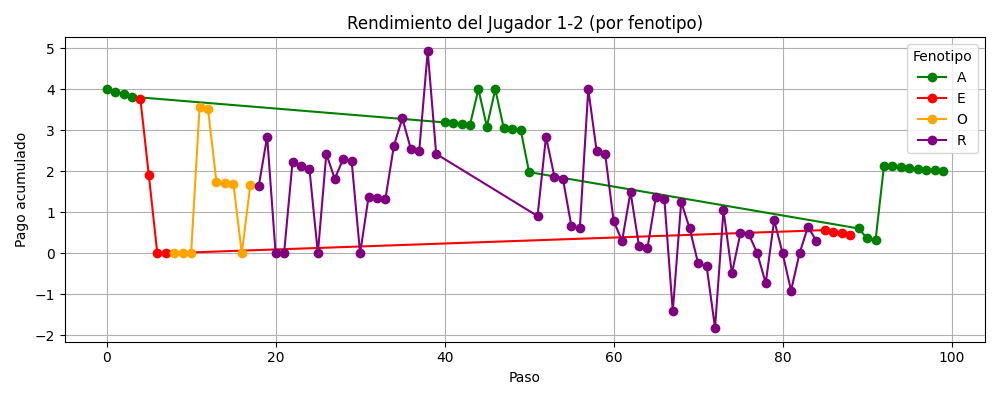 Rendimiento del Jugador 1-2 (por fenotipo)
Pago acumulado
5
4
3
2
1
0
−1
−2
0
20
40
60
80
100
Paso
Fenotipo
A
E
O
R